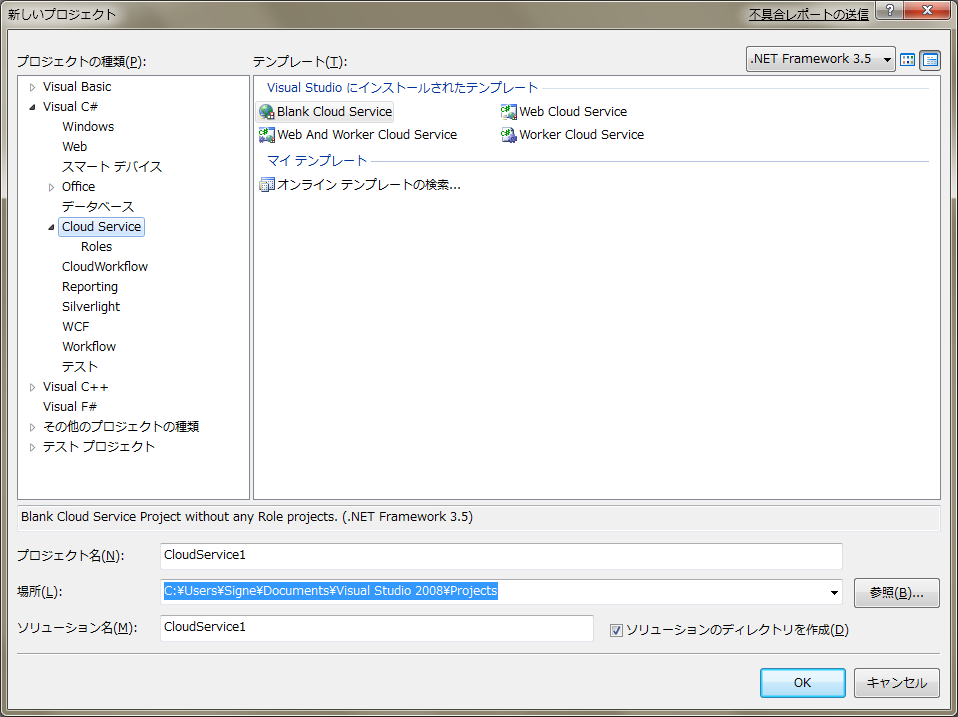 新しいプロジェクト
不具合レポートの送信
プロジェクトの種類(P):
テンプレート(T):
.NET Framework 3.5
Visual Basic
Visual C#
Windows
Web
スマート デバイス
Office
データベース
Cloud Service
Roles
CloudWorkflow
Reporting
Silverlight
WCF
Workflow
テスト
Visual C++
Visual F#
その他のプロジェクトの種類
テスト プロジェクト
Visual Studio にインストールされたテンプレート
Blank Cloud Service
Web Cloud Service
Web And Worker Cloud Service
Worker Cloud Service
マイ テンプレート
オンライン テンプレートの検索...
Blank Cloud Service Project without any Role projects. (.NET Framework 3.5)
プロジェクト名(N):
CloudService1
場所(L):
C:¥Users¥Signe¥Documents¥Visual Studio 2008¥Projects
参照(B)...
ソリューション名(M):
CloudService1
ソリューションのディレクトリを作成(D)
OK
キャンセル